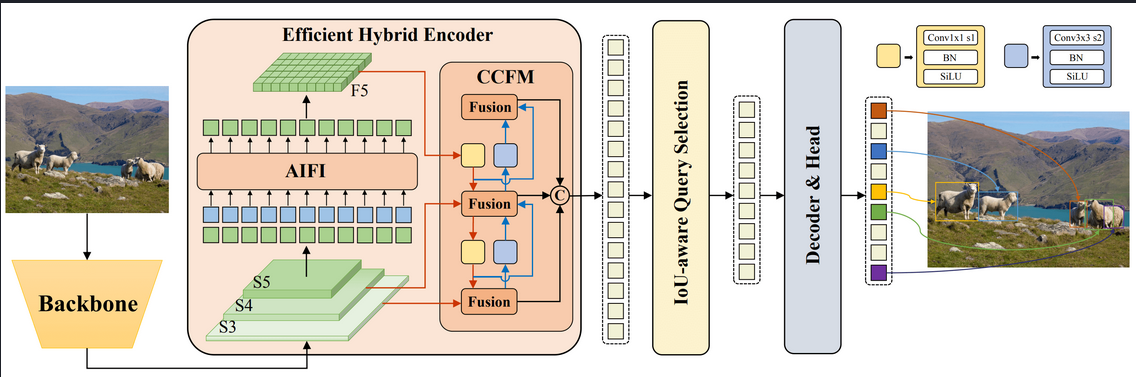 Efficient Hybrid Encoder
F5
AIFI
S5
S4
S3
Backbone
CCFM
Fusion
Fusion
Fusion
C
IoU-aware Query Selection
Decoder & Head
Conv1x1 s1
BN
SiLU
Conv3x3 s2
BN
SiLU